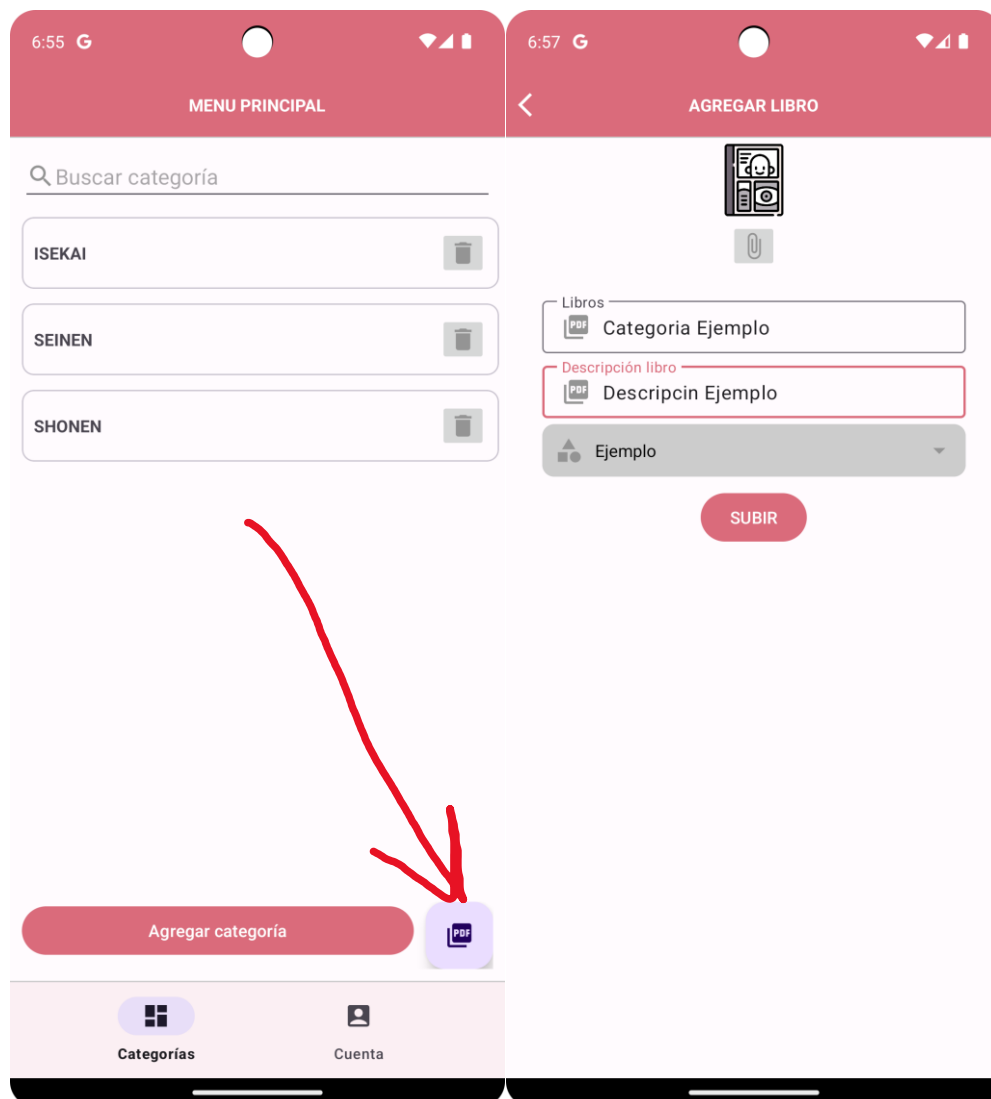 6:55 G
MENU PRINCIPAL
Buscar categoría
ISEKAI
SEINEN
SHONEN
Agregar categoría
PDF
Categorías
Cuenta
6:57 G
AGREGAR LIBRO
Libros
PDF Categoria Ejemplo
Descripción libro
PDF Descripcin Ejemplo
Ejemplo
SUBIR